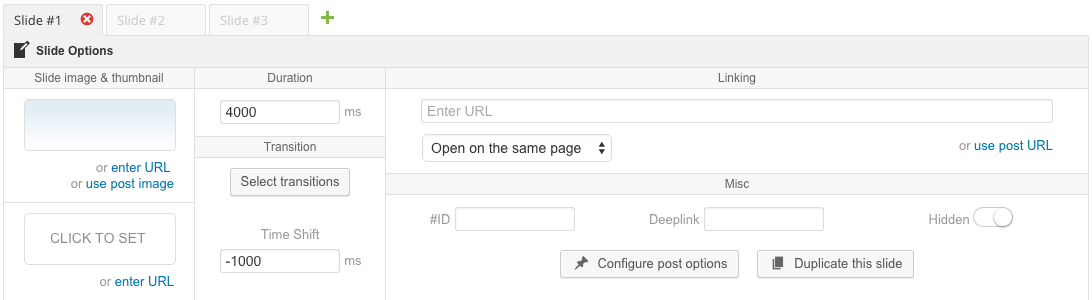 Slide #1
Slide #2
Slide #3
Slide Options
Slide image & thumbnail
or enter URL
or use post image
CLICK TO SET
or enter URL
Duration
4000 ms
Transition
Select transitions
Time Shift
-1000 ms
Linking
Enter URL
Open on the same page
or use post URL
Misc
#ID
Deeplink
Hidden
Configure post options
Duplicate this slide